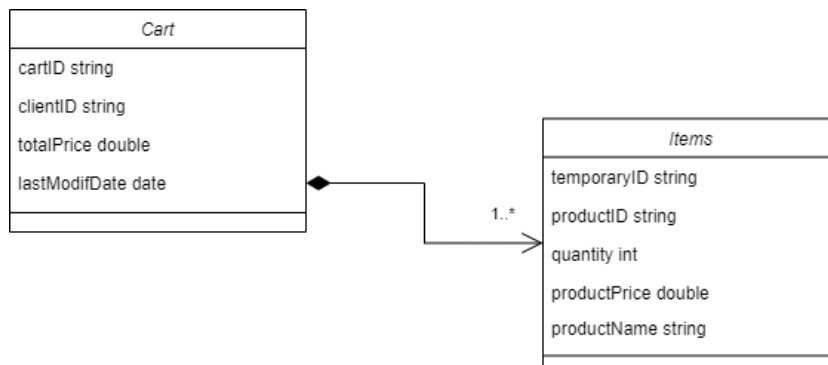 Cart
cartID string
clientID string
totalPrice double
lastModifDate date
1..*
Items
temporaryID string
productID string
quantity int
productPrice double
productName string